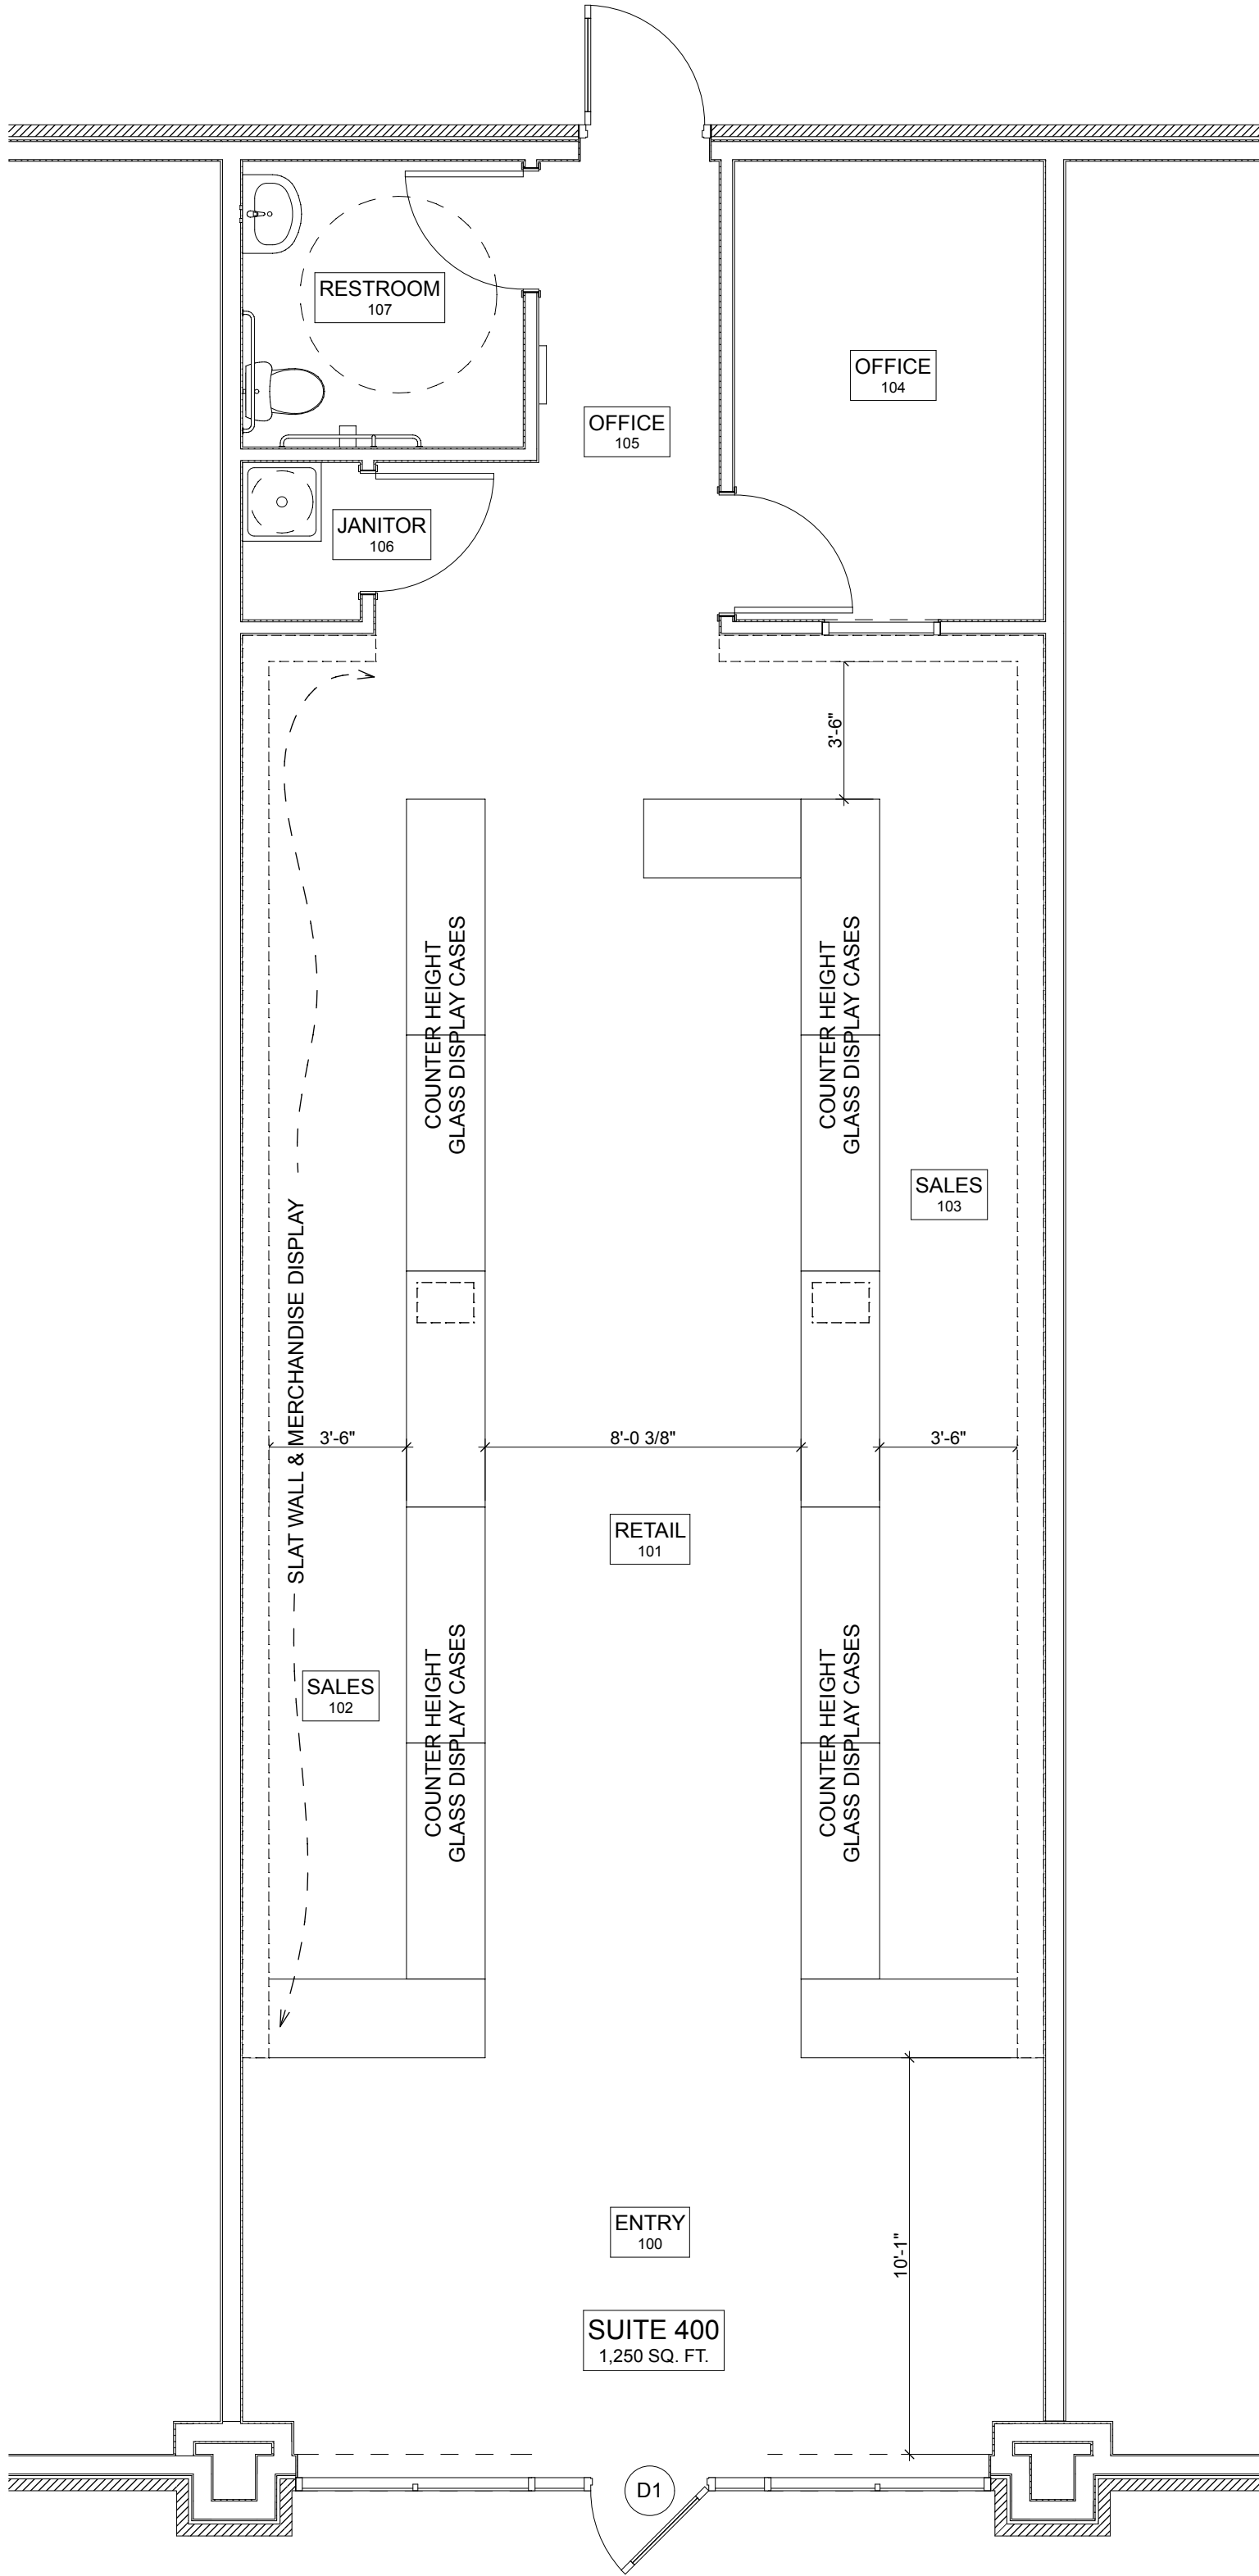 RESTROOM
107
OFFICE
104
OFFICE
105
JANITOR
106
3'-6"
COUNTER HEIGHT
GLASS DISPLAY CASES
COUNTER HEIGHT
GLASS DISPLAY CASES
SALES
103
SLAT WALL & MERCHANDISE DISPLAY
3'-6"
8'-0 3/8"
3'-6"
RETAIL
101
SALES
102
COUNTER HEIGHT
GLASS DISPLAY CASES
COUNTER HEIGHT
GLASS DISPLAY CASES
ENTRY
100
10'-1"
SUITE 400
1,250 SQ. FT.
D1